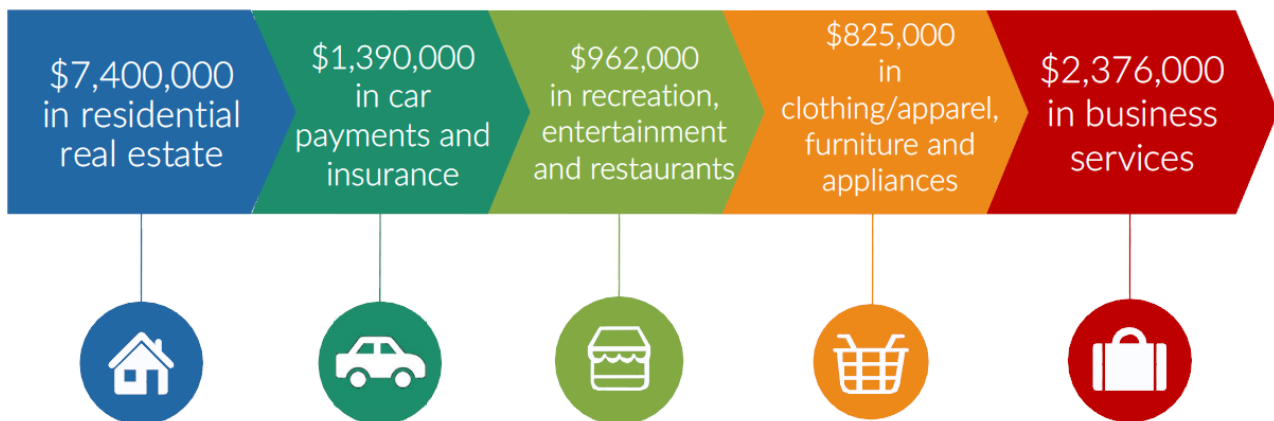 $7,400,000
in residential
real estate
$1,390,000
in car
payments and
insurance
$962,000
in recreation,
entertainment
and restaurants
$825,000
in
clothing/apparel,
furniture and
appliances
$2,376,000
in business
services